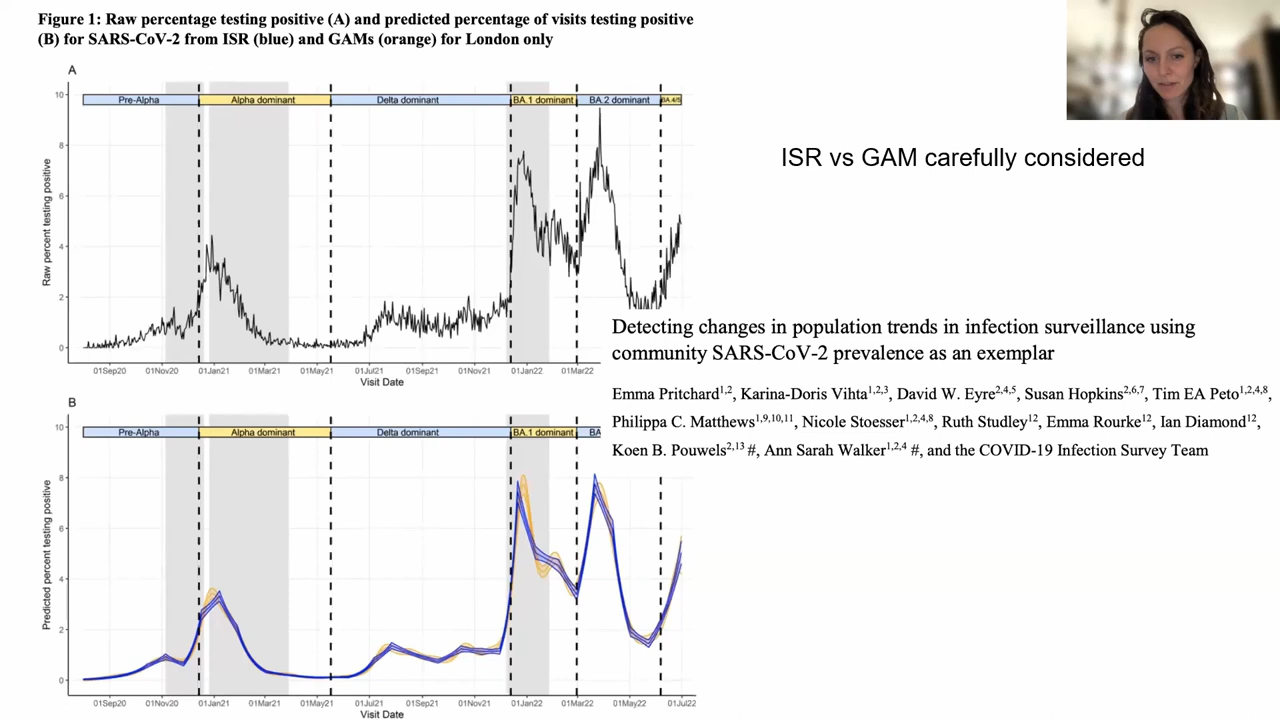 Figure 1: Raw percentage testing positive (A) and predicted percentage of visits testing positive
(B) for SARS-CoV-2 from ISR (blue) and GAMs (orange) for London only
A
Pre-Alpha
Alpha dominant
Delta dominant
BA.1 dominant
BA.2 dominant
BA.4/5
Raw percent testing positive
10
8
6
4
2
0
01Sep20
01Nov20
01Jan21
01Mar21
01May21
01Jul21
01Sep21
01Nov21
01Jan22
01Mar22
Visit Date
ISR vs GAM carefully considered
Detecting changes in population trends in infection surveillance using
community SARS-CoV-2 prevalence as an exemplar
Emma Pritchard1,2, Karina-Doris Vihta1,2,3, David W. Eyre2,4,5, Susan Hopkins2,6,7, Tim EA Peto1,2,4,8,
Philippa C. Matthews1,9,10,11, Nicole Stoesser1,2,4,8, Ruth Studley12, Emma Rourke12, Ian Diamond12,
Koen B. Pouwels2,13 #, Ann Sarah Walker1,2,4 #, and the COVID-19 Infection Survey Team
B
Pre-Alpha
Alpha dominant
Delta dominant
BA.1 dominant
BA
Predicted percent testing positive
10
8
6
4
2
0
01Sep20
01Nov20
01Jan21
01Mar21
01May21
01Jul21
01Sep21
01Nov21
01Jan22
01Mar22
01May22
01Jul22
Visit Date